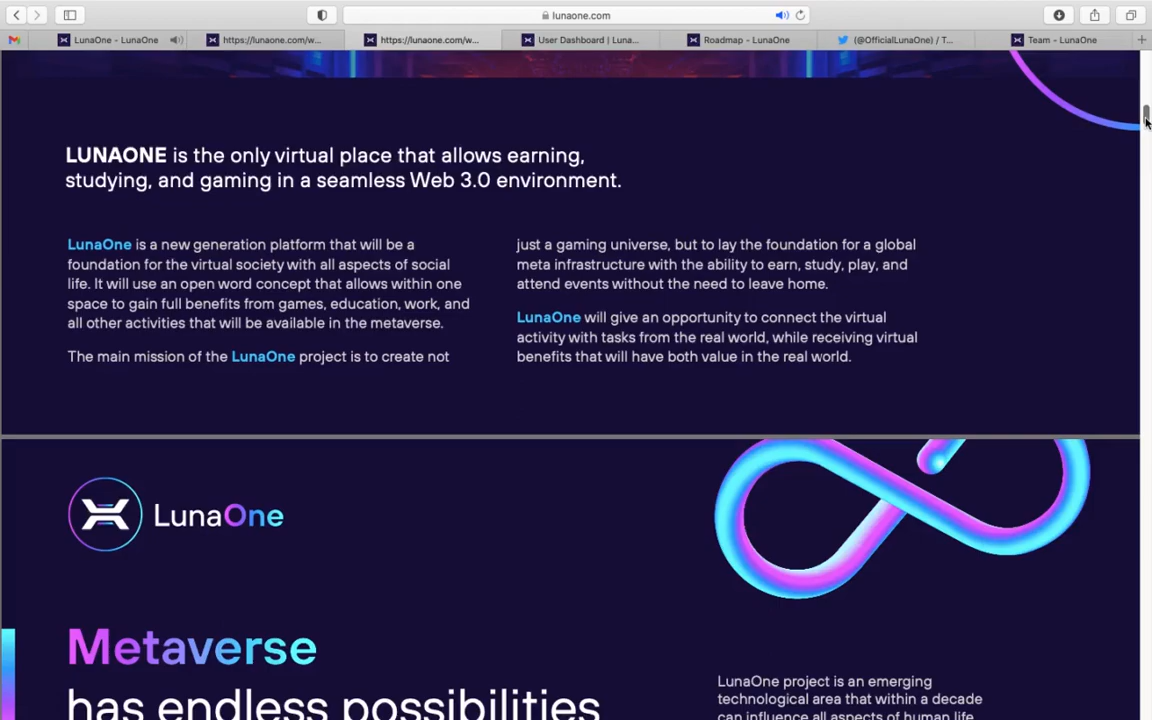 lunaone.com
LunaOne - LunaOne
https://lunaone.com/w...
https://lunaone.com/w...
User Dashboard | Luna...
Roadmap - LunaOne
(@OfficialLunaOne) / T...
Team - LunaOne
LUNAONE is the only virtual place that allows earning,
studying, and gaming in a seamless Web 3.0 environment.
LunaOne is a new generation platform that will be a
foundation for the virtual society with all aspects of social
life. It will use an open word concept that allows within one
space to gain full benefits from games, education, work, and
all other activities that will be available in the metaverse.
The main mission of the LunaOne project is to create not
just a gaming universe, but to lay the foundation for a global
meta infrastructure with the ability to earn, study, play, and
attend events without the need to leave home.
LunaOne will give an opportunity to connect the virtual
activity with tasks from the real world, while receiving virtual
benefits that will have both value in the real world.
LunaOne
Metaverse
has endless possibilities
LunaOne project is an emerging
technological area that within a decade
can influence all aspects of human life